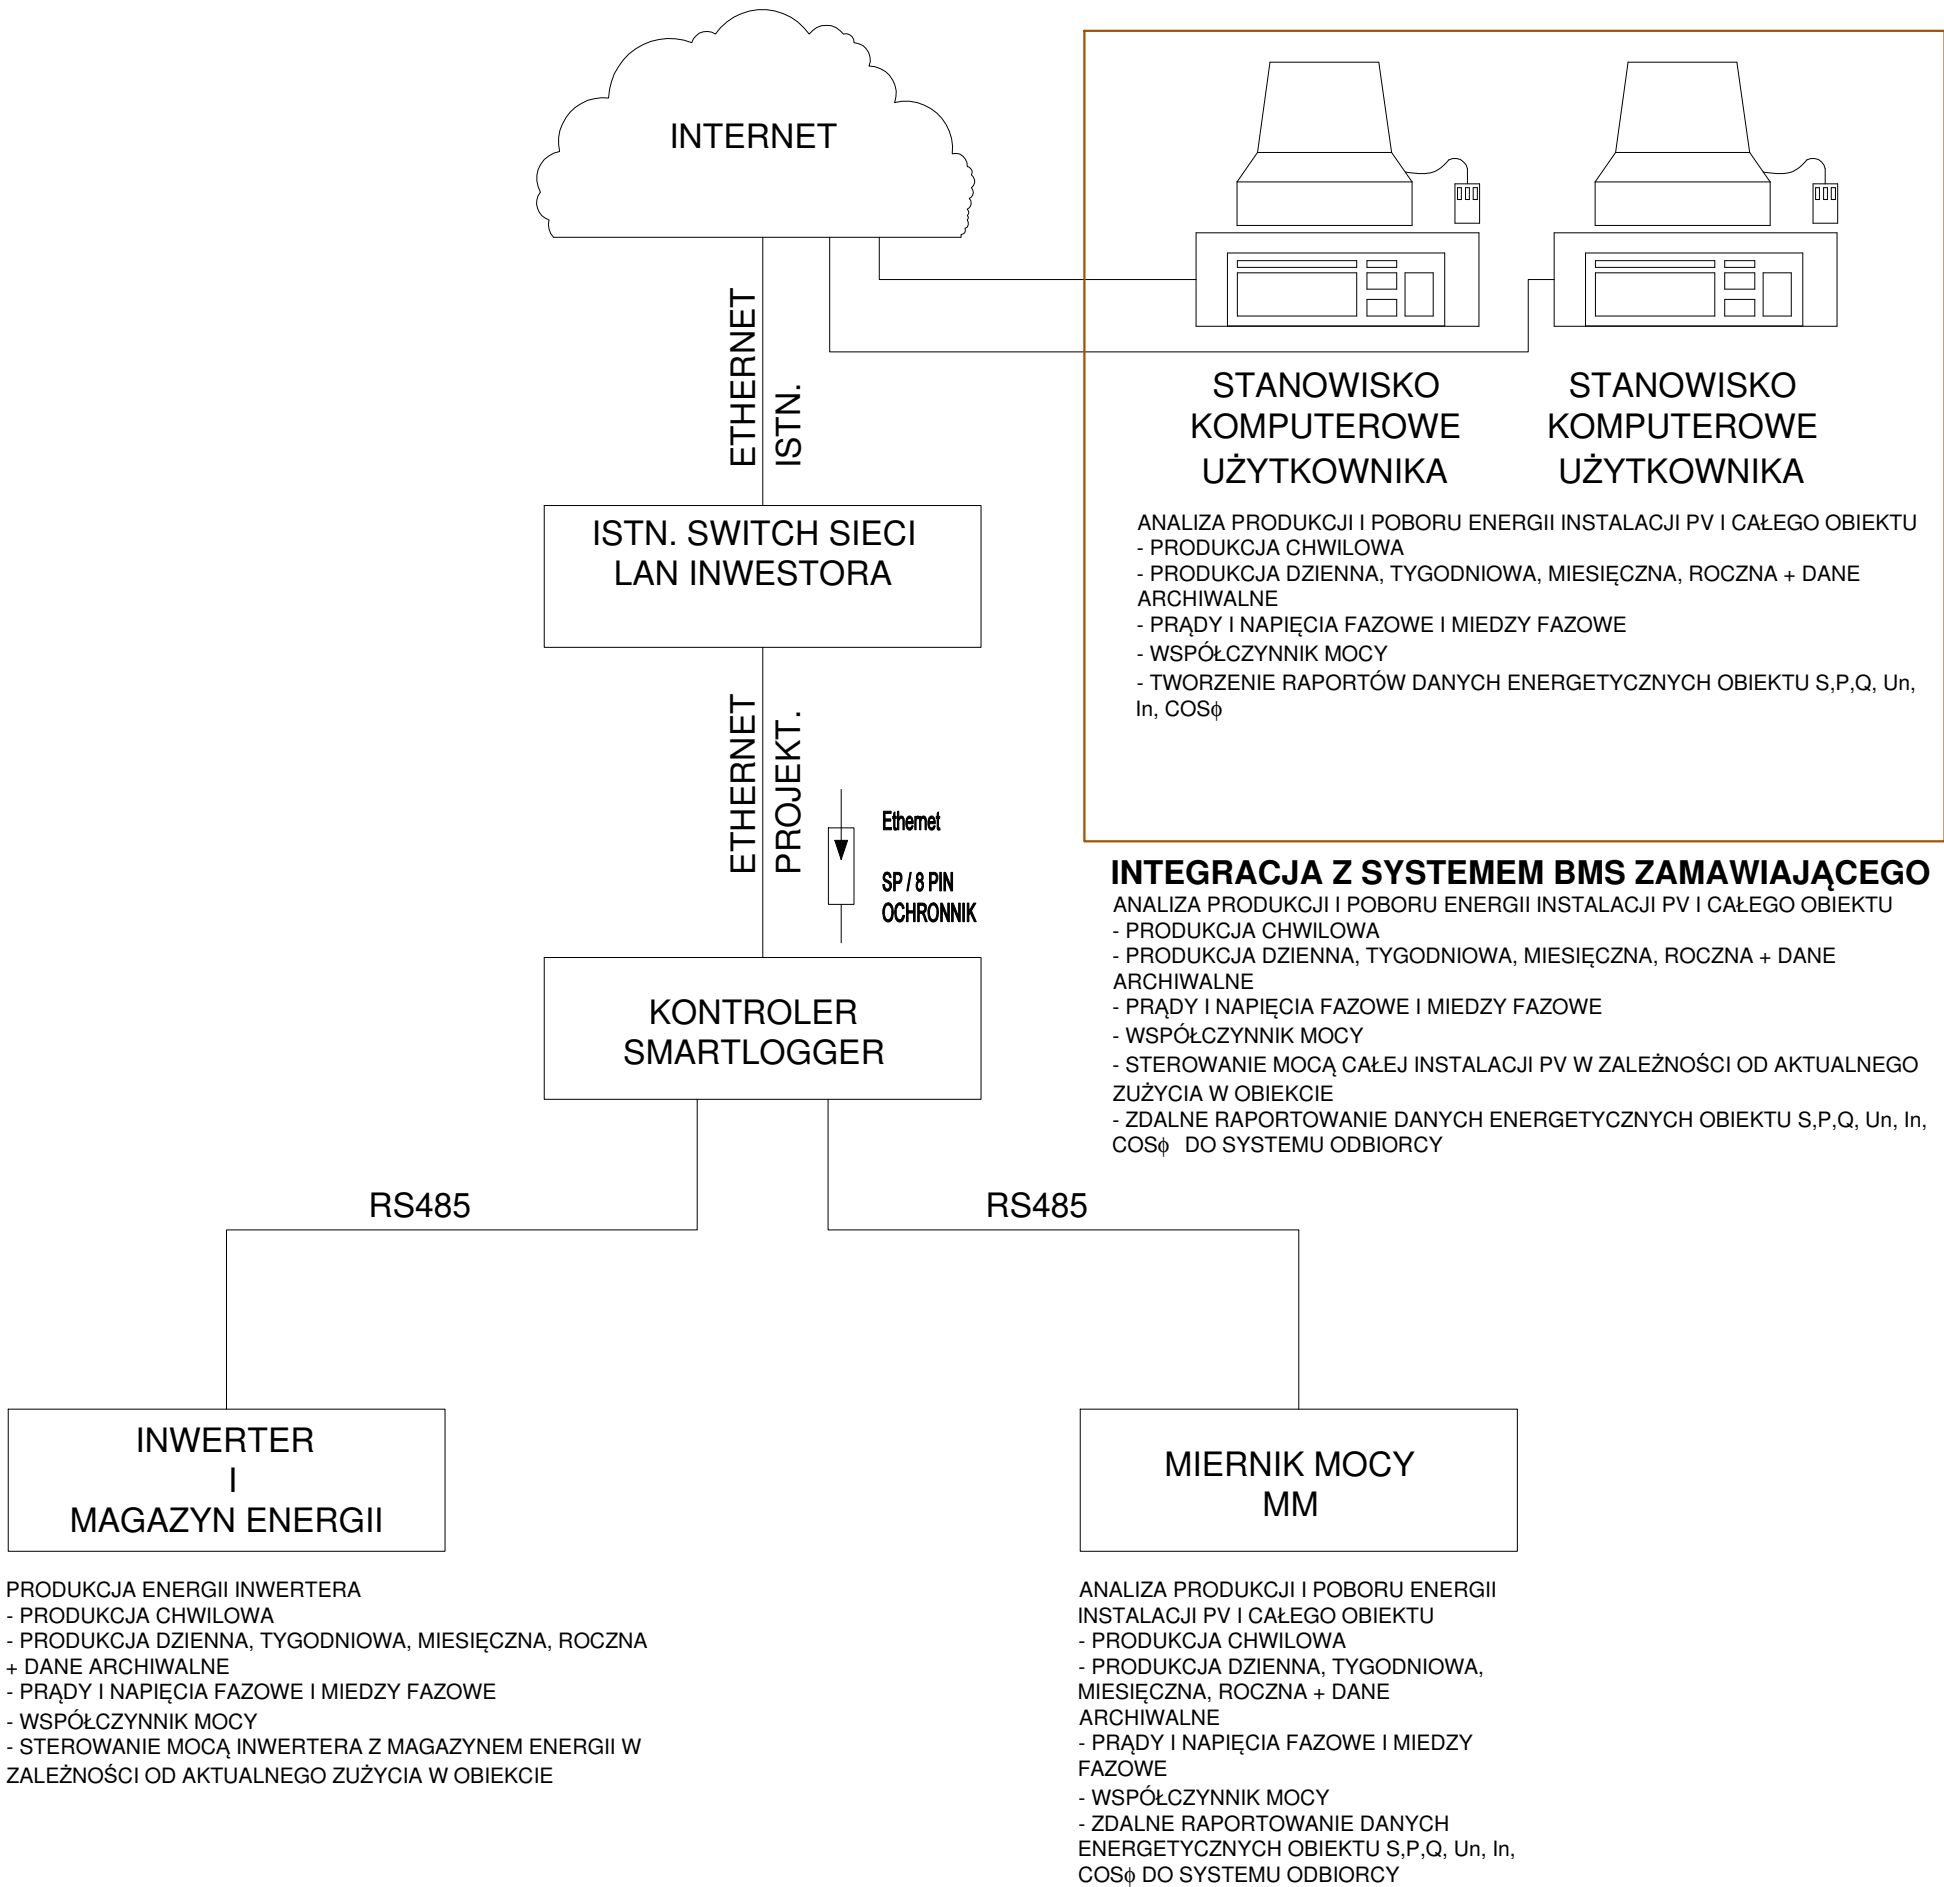 INTERNET
ETHERNET
ISTN.
STANOWISKO
KOMPUTEROWE
UŻYTKOWNIKA
STANOWISKO
KOMPUTEROWE
UŻYTKOWNIKA
ANALIZA PRODUKCJI I POBORU ENERGII INSTALACJI PV I CAŁEGO OBIEKTU
- PRODUKCJA CHWILOWA
- PRODUKCJA DZIENNA, TYGODNIOWA, MIESIĘCZNA, ROCZNA + DANE
ARCHIWALNE
- PRĄDY I NAPIĘCIA FAZOWE I MIEDZY FAZOWE
- WSPÓŁCZYNNIK MOCY
- TWORZENIE RAPORTÓW DANYCH ENERGETYCZNYCH OBIEKTU S,P,Q, Un,
In, COSϕ
ISTN. SWITCH SIECI
LAN INWESTORA
ETHERNET
PROJEKT.
Ethernet
SP / 8 PIN
OCHRONNIK
INTEGRACJA Z SYSTEMEM BMS ZAMAWIAJĄCEGO
ANALIZA PRODUKCJI I POBORU ENERGII INSTALACJI PV I CAŁEGO OBIEKTU
- PRODUKCJA CHWILOWA
- PRODUKCJA DZIENNA, TYGODNIOWA, MIESIĘCZNA, ROCZNA + DANE
ARCHIWALNE
- PRĄDY I NAPIĘCIA FAZOWE I MIEDZY FAZOWE
- WSPÓŁCZYNNIK MOCY
- STEROWANIE MOCĄ CAŁEJ INSTALACJI PV W ZALEŻNOŚCI OD AKTUALNEGO
ZUŻYCIA W OBIEKCIE
- ZDALNE RAPORTOWANIE DANYCH ENERGETYCZNYCH OBIEKTU S,P,Q, Un, In,
COSϕ DO SYSTEMU ODBIORCY
KONTROLER
SMARTLOGGER
RS485
RS485
INWERTER
I
MAGAZYN ENERGII
PRODUKCJA ENERGII INWERTERA
- PRODUKCJA CHWILOWA
- PRODUKCJA DZIENNA, TYGODNIOWA, MIESIĘCZNA, ROCZNA
+ DANE ARCHIWALNE
- PRĄDY I NAPIĘCIA FAZOWE I MIEDZY FAZOWE
- WSPÓŁCZYNNIK MOCY
- STEROWANIE MOCĄ INWERTERA Z MAGAZYNEM ENERGII W
ZALEŻNOŚCI OD AKTUALNEGO ZUŻYCIA W OBIEKCIE
MIERNIK MOCY
MM
ANALIZA PRODUKCJI I POBORU ENERGII
INSTALACJI PV I CAŁEGO OBIEKTU
- PRODUKCJA CHWILOWA
- PRODUKCJA DZIENNA, TYGODNIOWA,
MIESIĘCZNA, ROCZNA + DANE
ARCHIWALNE
- PRĄDY I NAPIĘCIA FAZOWE I MIEDZY
FAZOWE
- WSPÓŁCZYNNIK MOCY
- ZDALNE RAPORTOWANIE DANYCH
ENERGETYCZNYCH OBIEKTU S,P,Q, Un, In,
COSϕ DO SYSTEMU ODBIORCY